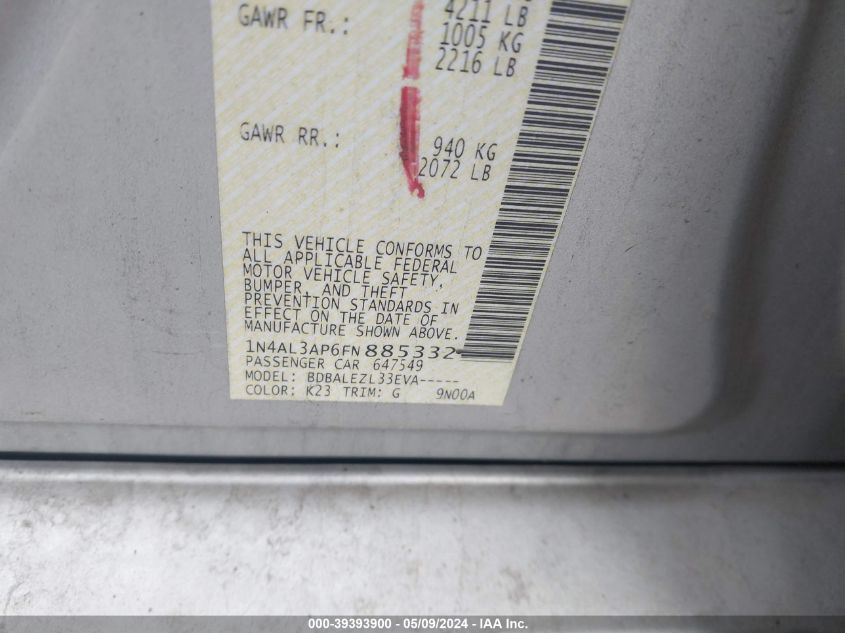 4211 LB
GAWR FR.: 1005 KG
2216 LB
GAWR RR.: 940 KG
2072 LB
THIS VEHICLE CONFORMS TO
ALL APPLICABLE FEDERAL
MOTOR VEHICLE SAFETY,
BUMPER, AND THEFT
PREVENTION STANDARDS IN
EFFECT ON THE DATE OF
MANUFACTURE SHOWN ABOVE.
1N4AL3AP6FN885332
PASSENGER CAR 647549
MODEL: BDBALEZL33EVA-----
COLOR: K23 TRIM: G 9N00A
000-39393900 - 05/09/2024 - IAA Inc.